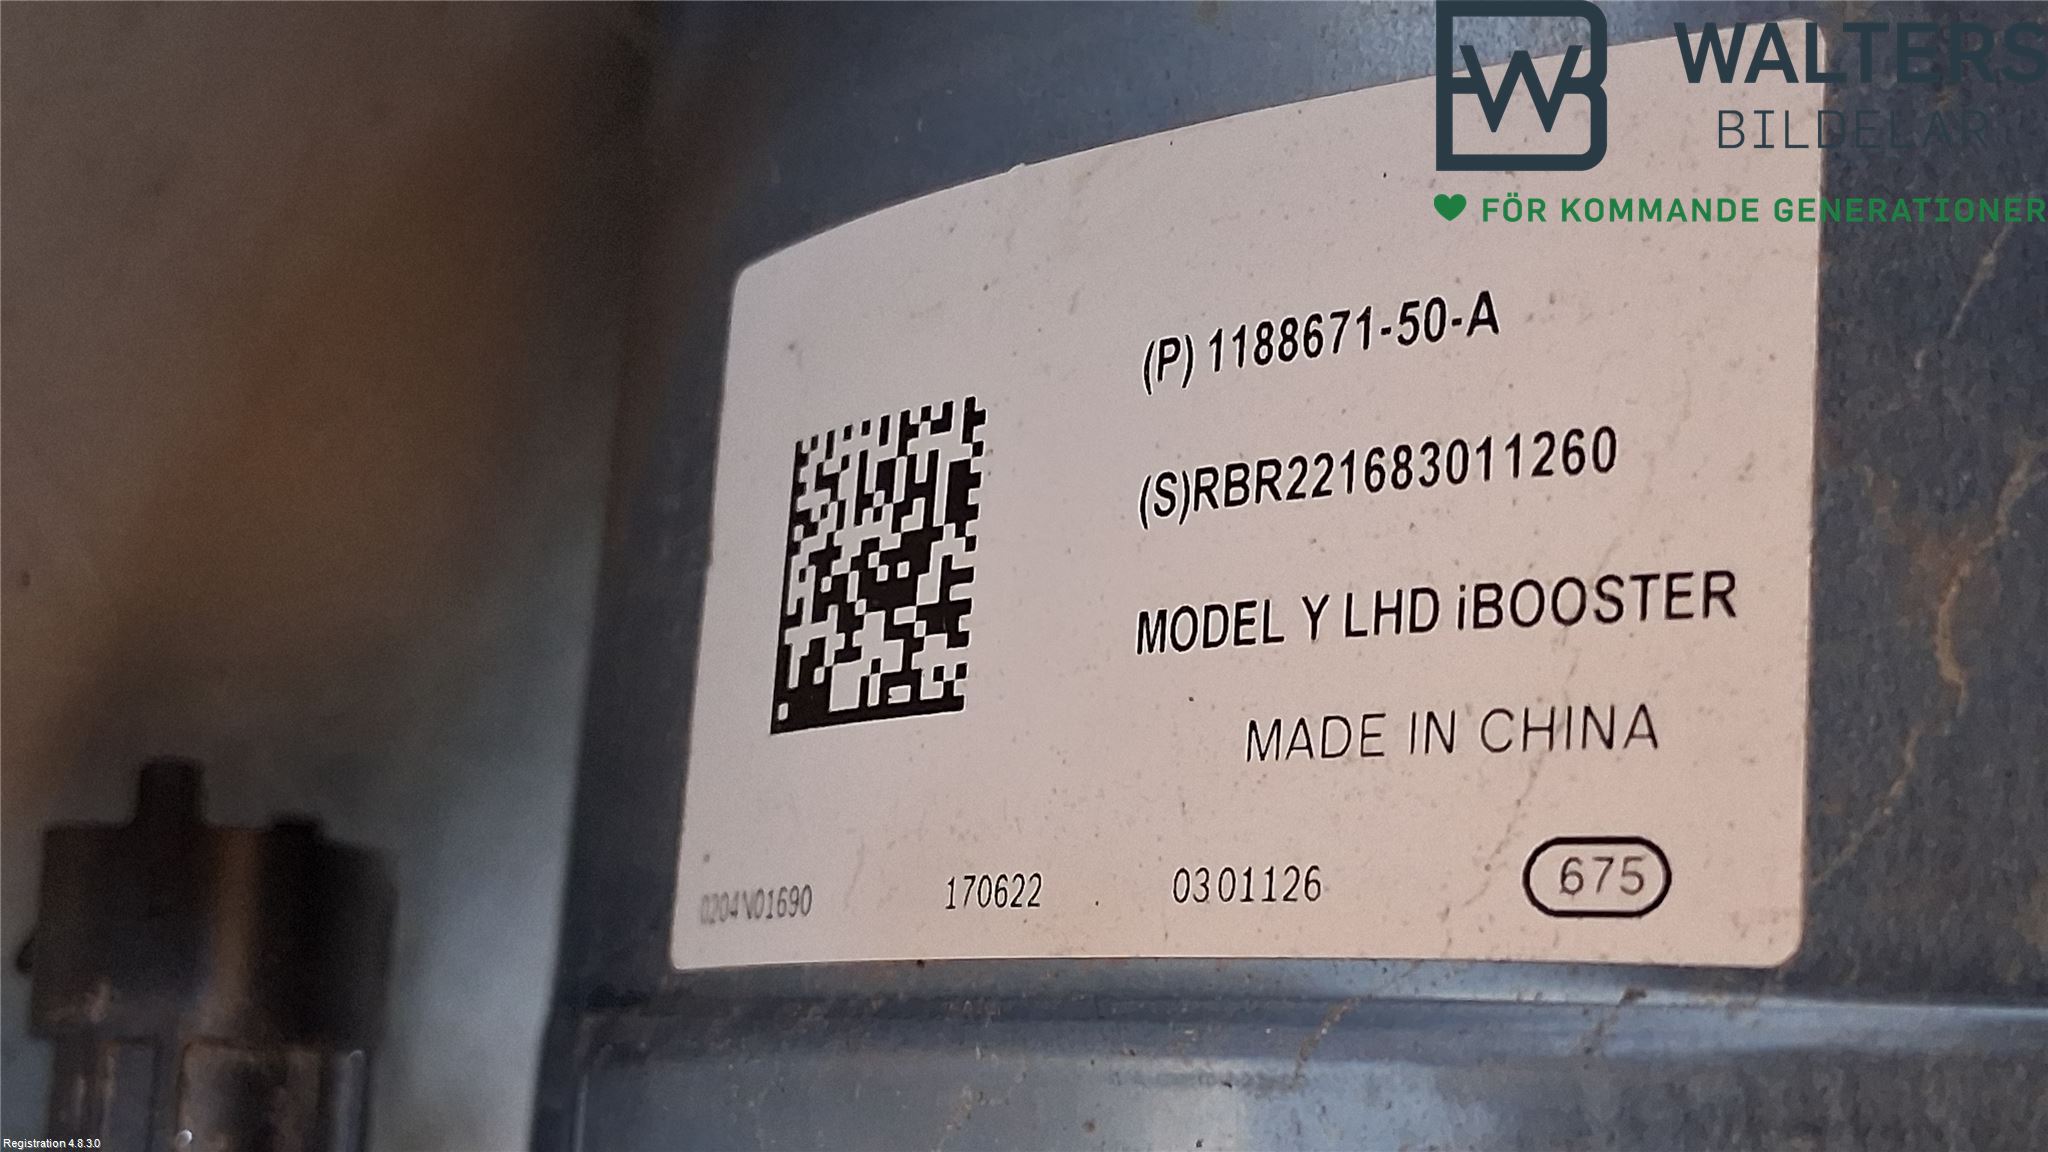 WALTERS
BILDELAR
FÖR KOMMANDE GENERATIONER
(P) 1188671-50-A
(S)RBR221683011260
MODEL Y LHD iBOOSTER
MADE IN CHINA
0204N01690 170622 0301126 675
Registration 4.8.3.0